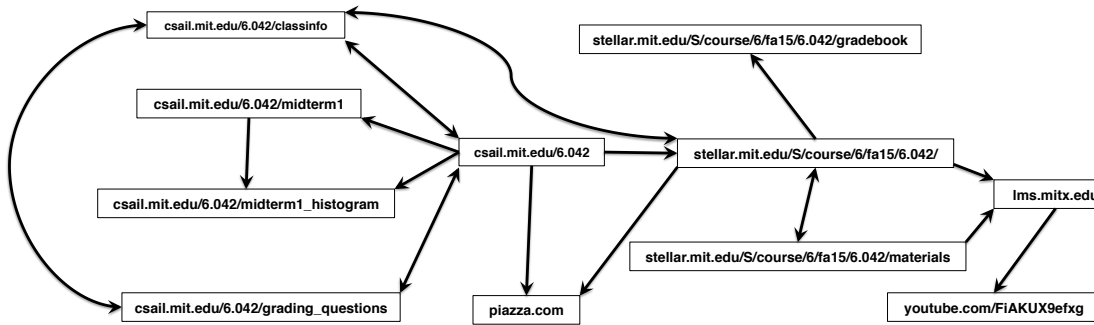 csail.mit.edu/6.042/classinfo
stellar.mit.edu/S/course/6/fa15/6.042/gradebook
csail.mit.edu/6.042/midterm1
csail.mit.edu/6.042
stellar.mit.edu/S/course/6/fa15/6.042/
lms.mitx.edu
csail.mit.edu/6.042/midterm1_histogram
stellar.mit.edu/S/course/6/fa15/6.042/materials
csail.mit.edu/6.042/grading_questions
piazza.com
youtube.com/FiAKUX9efxg